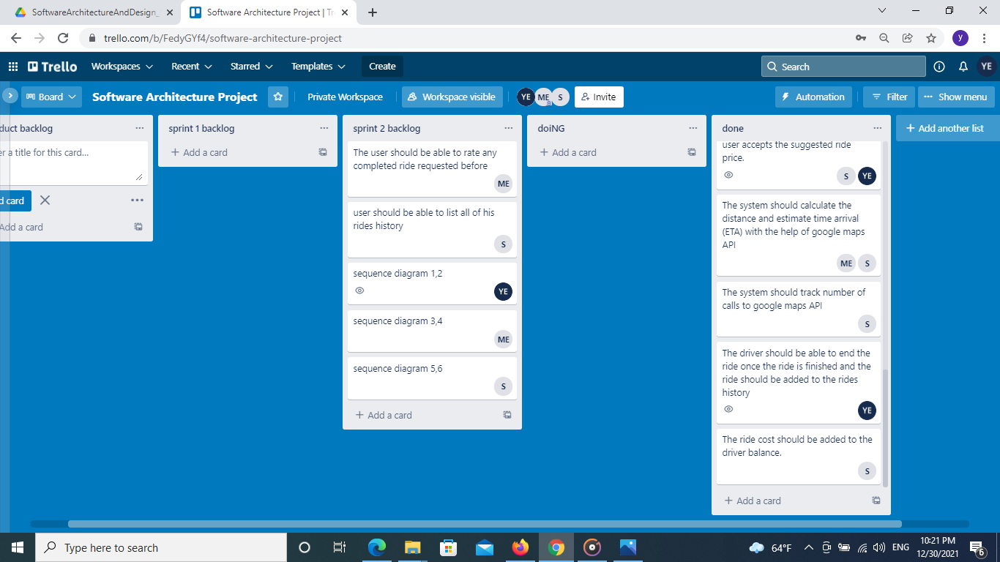 SoftwareArchitectureAndDesign_
Software Architecture Project | Tr
trello.com/b/FedyGYf4/software-architecture-project
y
Trello
Workspaces
Recent
Starred
Templates
Create
Search
YE
Board
Software Architecture Project
Private Workspace
Workspace visible
YE
ME
S
Invite
Automation
Filter
Show menu
duct backlog
er a title for this card...
d card
Add a card
sprint 1 backlog
Add a card
sprint 2 backlog
The user should be able to rate any
completed ride requested before
ME
user should be able to list all of his
rides history
S
sequence diagram 1,2
YE
sequence diagram 3,4
ME
sequence diagram 5,6
S
Add a card
doiNG
Add a card
done
user accepts the suggested ride
price.
S
YE
The system should calculate the
distance and estimate time arrival
(ETA) with the help of google maps
API
ME
S
The system should track number of
calls to google maps API
S
The driver should be able to end the
ride once the ride is finished and the
ride should be added to the rides
history
YE
The ride cost should be added to the
driver balance.
S
Add a card
Add another list
Type here to search
64°F
ENG
10:21 PM
12/30/2021
6